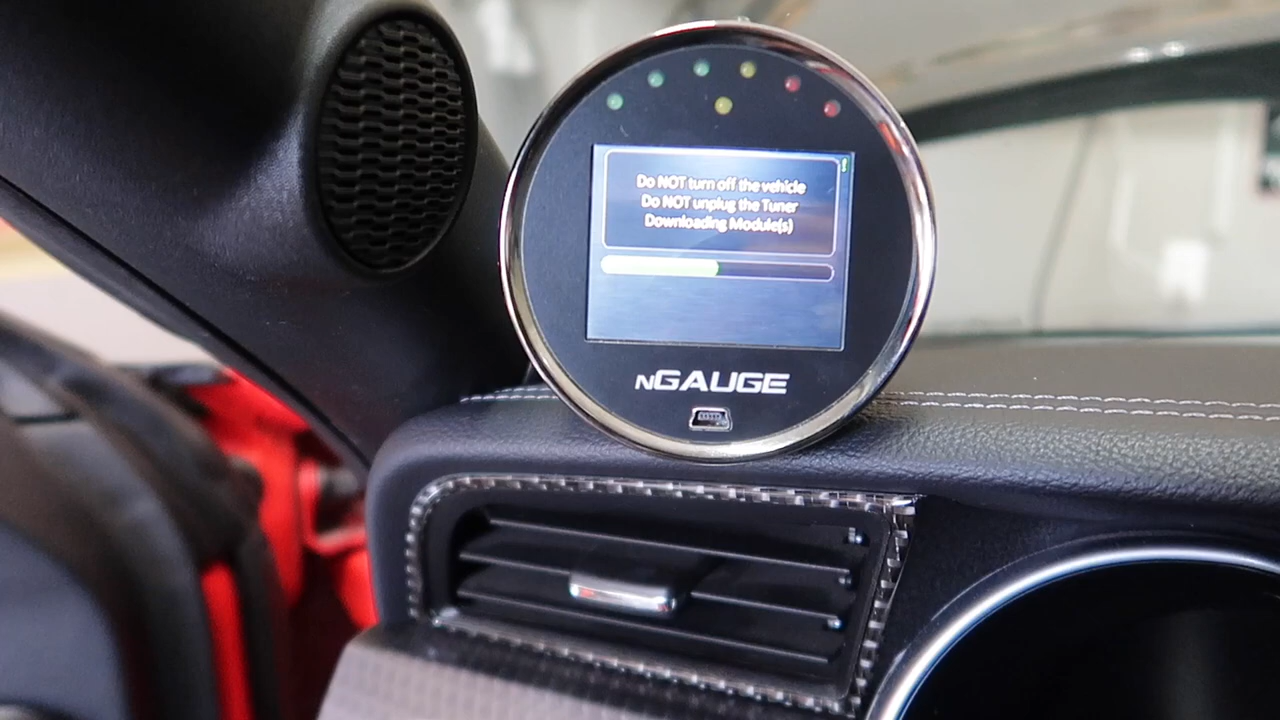 Do NOT turn off the vehicle
Do NOT unplug the Tuner
Downloading Module(s)
nGAUGE